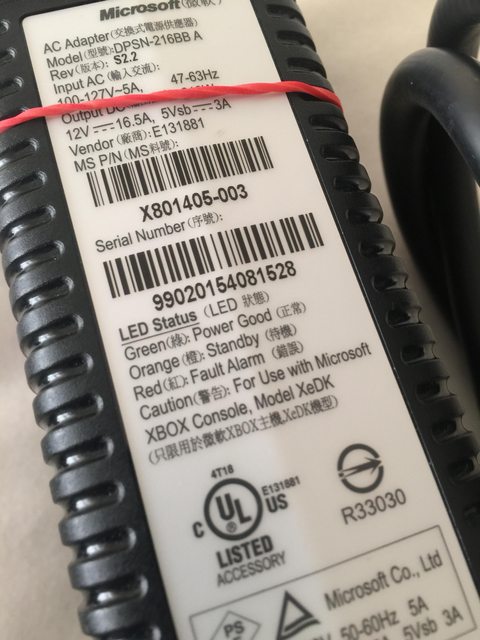 Microsoft(微軟)
AC Adapter(交換式電源供應器)
Model(型號):DPSN-216BB A
Rev(版本): S2.2
Input AC (輸入交流):
100-127V~5A, 47-63Hz
Output DC
12V⎓16.5A, 5Vsb⎓3A
Vendor(廠商):E131881
MS P/N(MS料號):
X801405-003
Serial Number(序號):
99020154081528
LED Status (LED 狀態)
Green(綠): Power Good (正常)
Orange(橙): Standby (待機)
Red(紅): Fault Alarm (錯誤)
Caution(警告): For Use with Microsoft
XBOX Console, Model XeDK
(只限用於微軟XBOX主機,XeDK機型)
4T18
C UL ® US
E131881
LISTED
ACCESSORY
R33030
PS
Microsoft Co., Ltd
50-60Hz 5A
5Vsb 3A